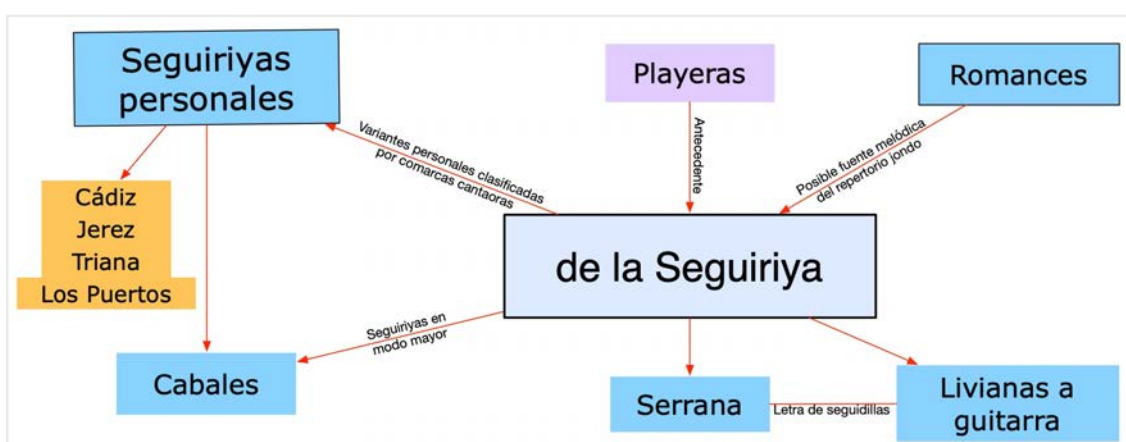 Seguiriyas
personales
Playeras
Romances
Variantes personales clasificadas
por comarcas cantaoras
Antecedente
Posible fuente melódica
del repertorio jondo
Cádiz
Jerez
Triana
Los Puertos
de la Seguiriya
Seguiriyas en
modo mayor
Cabales
Serrana
Letra de seguidillas
Livianas a
guitarra